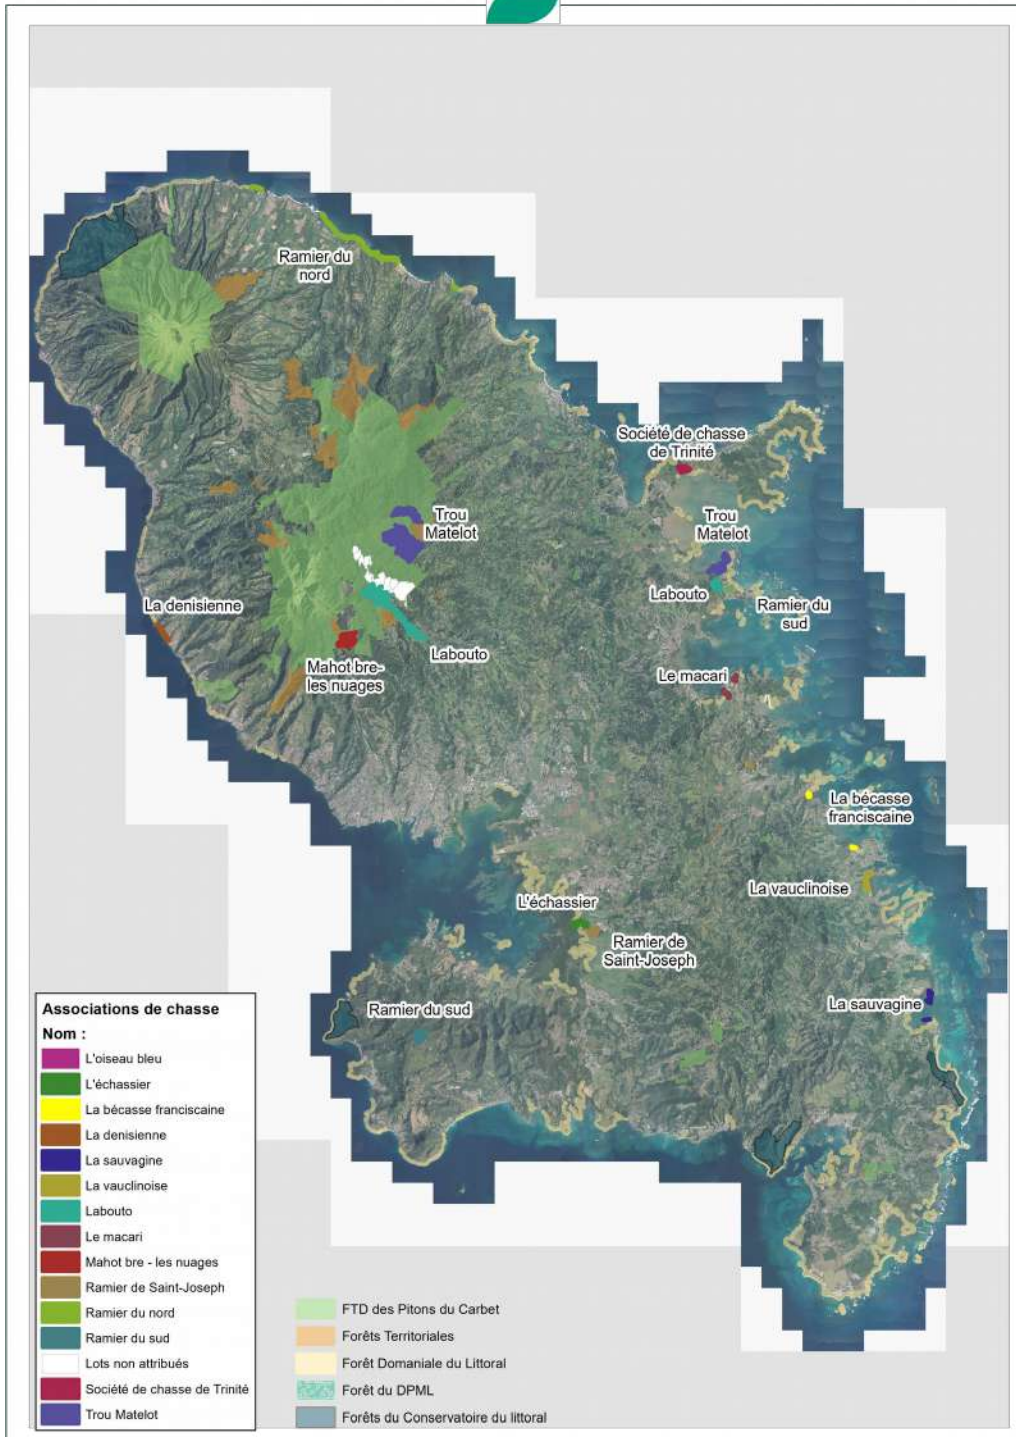 Ramier du
nord
Société de chasse
de Trinité
Trou
Matelot
Trou
Matelot
La denisienne
Labouto
Ramier du
sud
Labouto
Mahot bre-
les nuages
Le macari
La bécasse
franciscaine
La vauclinoise
L'échassier
Ramier de
Saint-Joseph
La sauvagine
Ramier du sud
Associations de chasse
Nom :
L'oiseau bleu
L'échassier
La bécasse franciscaine
La denisienne
La sauvagine
La vauclinoise
Labouto
Le macari
Mahot bre - les nuages
Ramier de Saint-Joseph
Ramier du nord
Ramier du sud
Lots non attribués
Société de chasse de Trinité
Trou Matelot
FTD des Pitons du Carbet
Forêts Territoriales
Forêt Domaniale du Littoral
Forêt du DPML
Forêts du Conservatoire du littoral